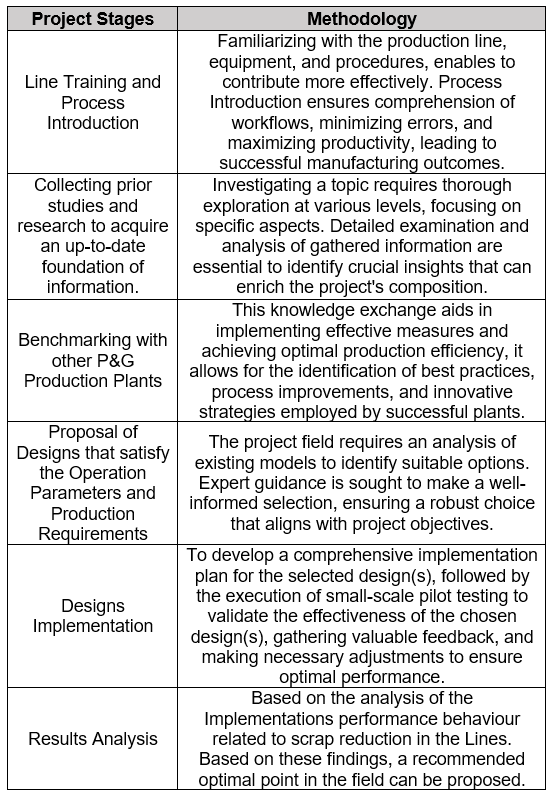 Project Stages
Methodology
Line Training and
Process
Introduction
Familiarizing with the production line,
equipment, and procedures, enables to
contribute more effectively. Process
Introduction ensures comprehension of
workflows, minimizing errors, and
maximizing productivity, leading to
successful manufacturing outcomes.
Collecting prior
studies and
research to acquire
an up-to-date
foundation of
information.
Investigating a topic requires thorough
exploration at various levels, focusing on
specific aspects. Detailed examination and
analysis of gathered information are
essential to identify crucial insights that can
enrich the project's composition.
Benchmarking with
other P&G
Production Plants
This knowledge exchange aids in
implementing effective measures and
achieving optimal production efficiency, it
allows for the identification of best practices,
process improvements, and innovative
strategies employed by successful plants.
Proposal of
Designs that satisfy
the Operation
Parameters and
Production
Requirements
The project field requires an analysis of
existing models to identify suitable options.
Expert guidance is sought to make a well-
informed selection, ensuring a robust choice
that aligns with project objectives.
Designs
Implementation
To develop a comprehensive implementation
plan for the selected design(s), followed by
the execution of small-scale pilot testing to
validate the effectiveness of the chosen
design(s), gathering valuable feedback, and
making necessary adjustments to ensure
optimal performance.
Results Analysis
Based on the analysis of the
Implementations performance behaviour
related to scrap reduction in the Lines.
Based on these findings, a recommended
optimal point in the field can be proposed.